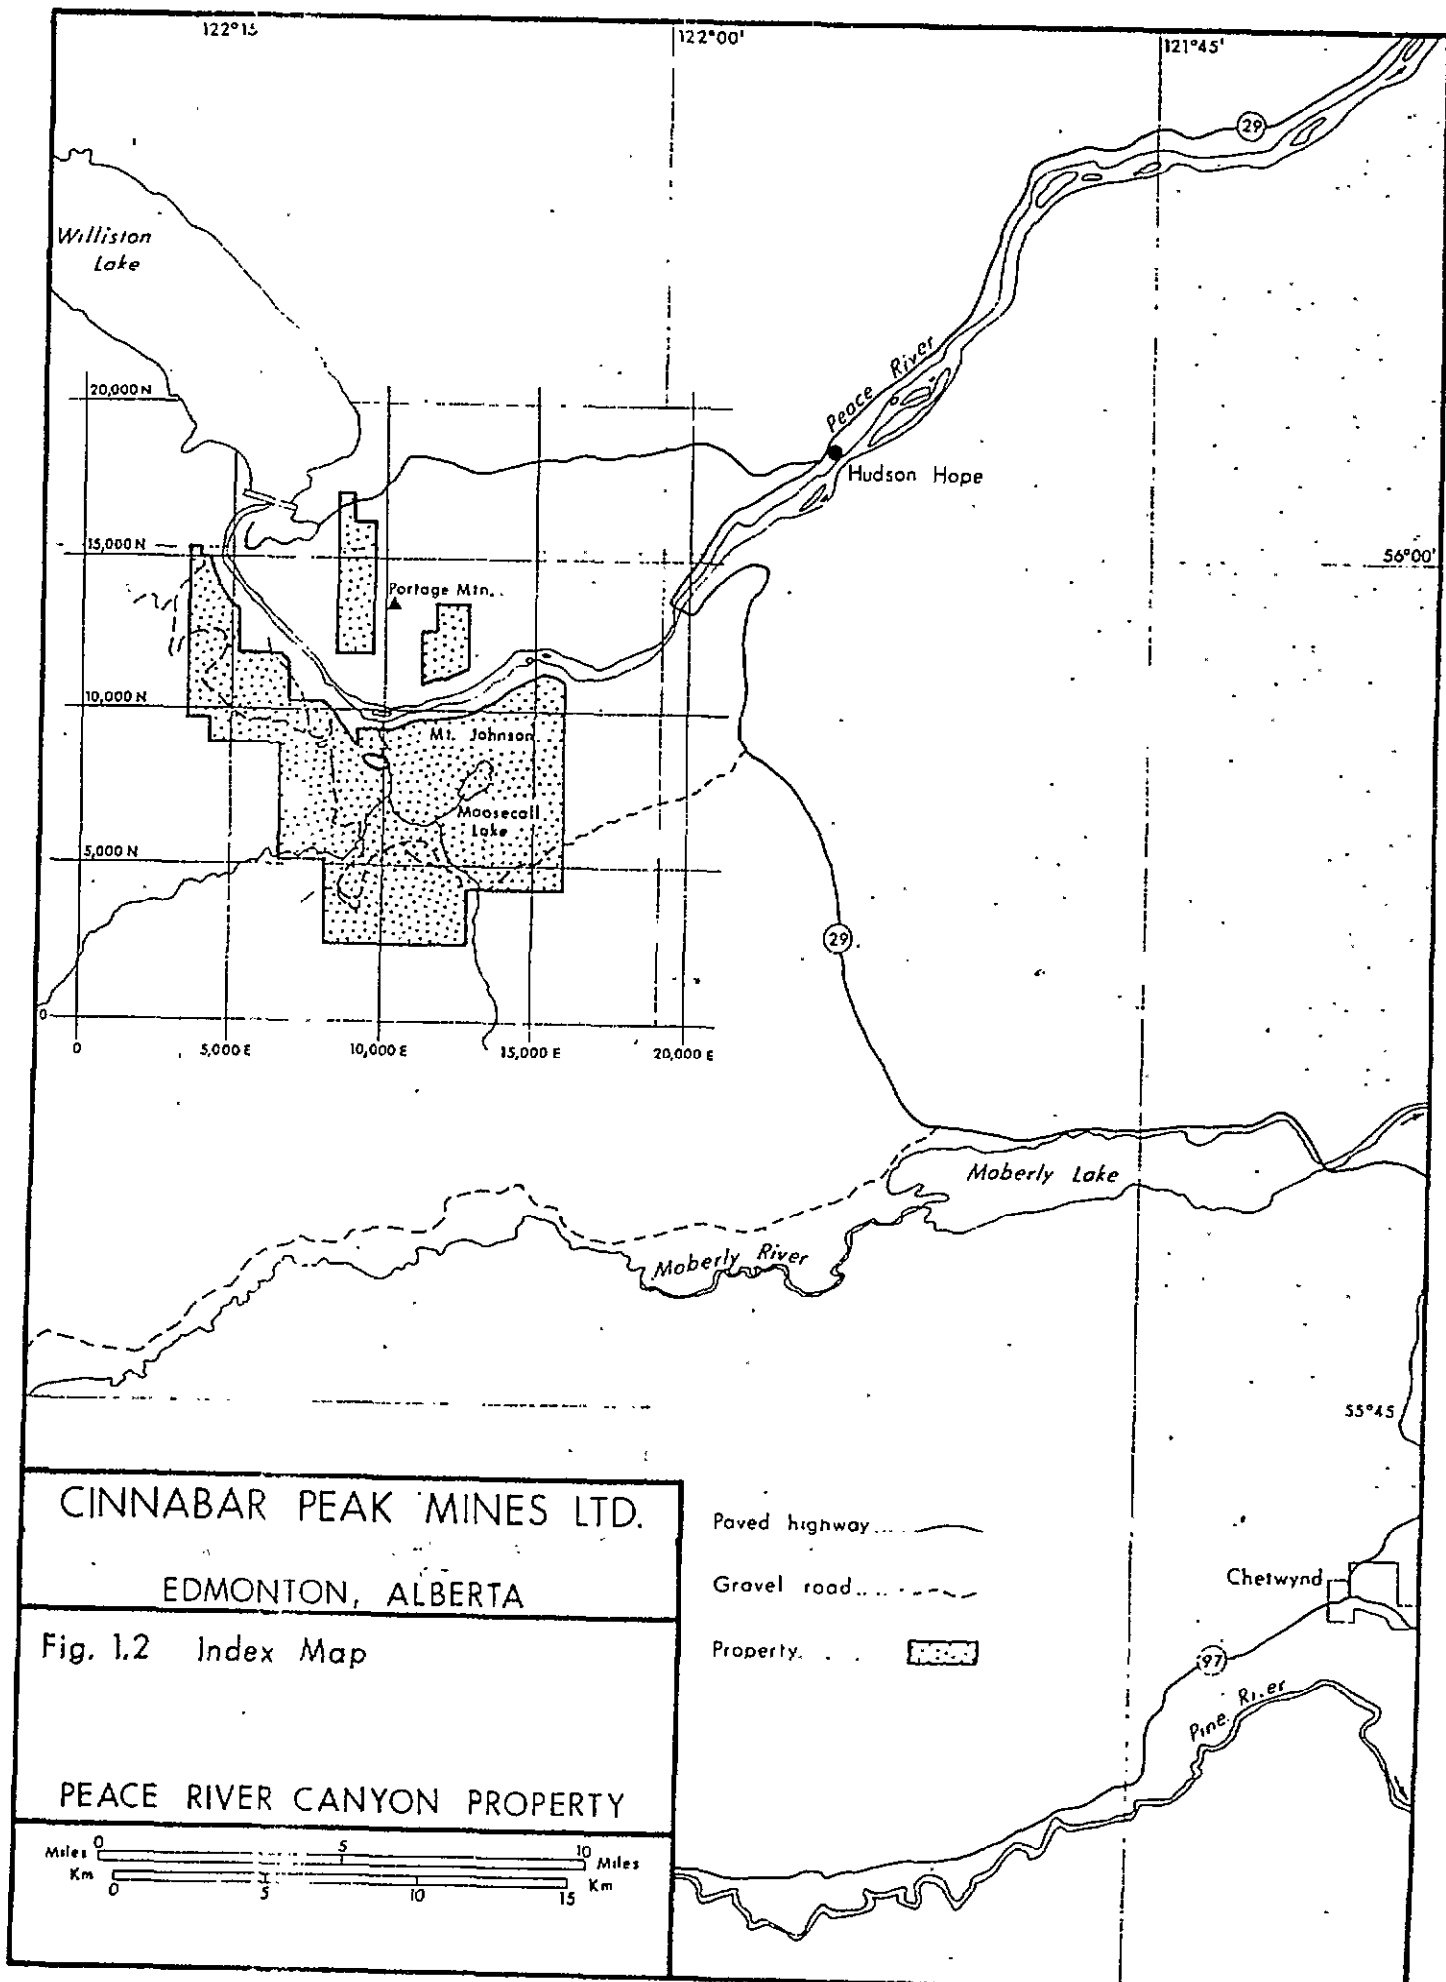 122°15
122°00'
121°45'
29
Williston
Lake
Peace River
20,000 N
Hudson Hope
15,000 N
56°00'
Portage Mtn.
10,000 N
Mt. Johnson
Moosecall
Lake
5,000 N
29
0
0
5,000 E
10,000 E
15,000 E
20,000 E
Moberly Lake
Moberly River
55°45
CINNABAR PEAK MINES LTD.
EDMONTON, ALBERTA
Fig. 1.2 Index Map
PEACE RIVER CANYON PROPERTY
Miles 0 5 10 Miles
Km 0 5 10 15 Km
Paved highway
Gravel road
Property
Chetwynd
97
Pine River